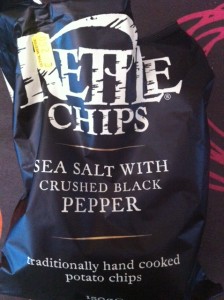 KETTLE®
CHIPS
SEA SALT WITH
CRUSHED BLACK
PEPPER
traditionally hand cooked
potato chips